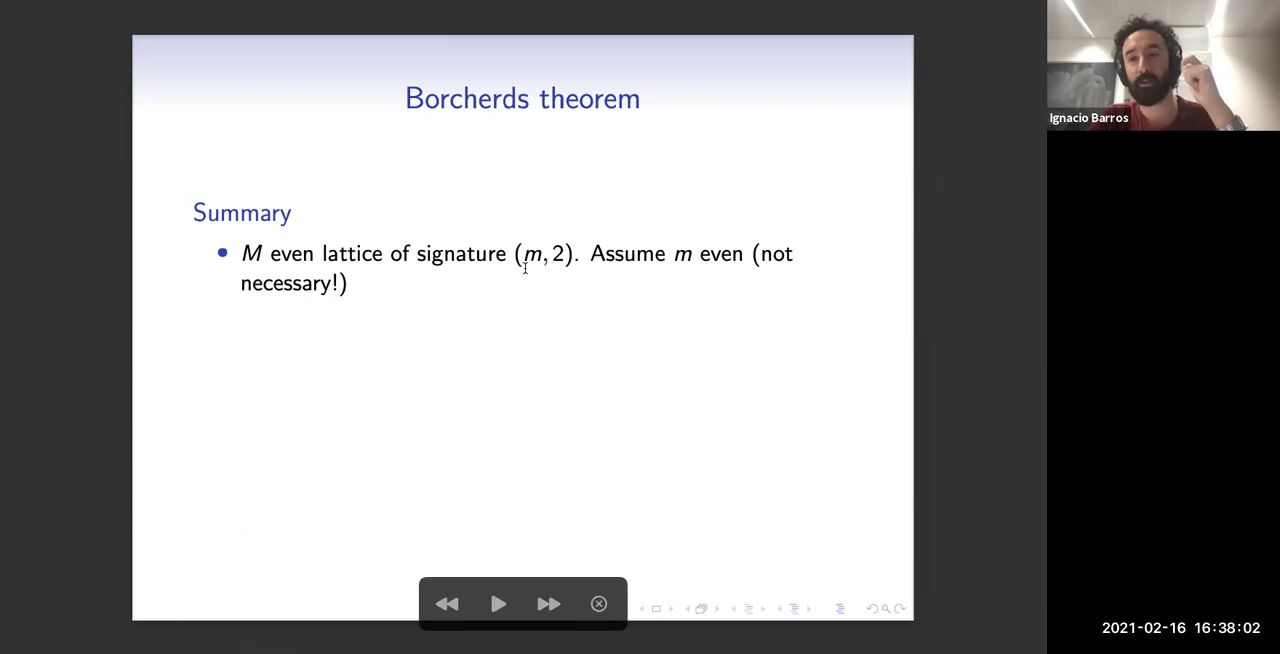 Borcherds theorem
Ignacio Barros
Summary
• M even lattice of signature (m, 2). Assume m even (not
necessary!)
2021-02-16 16:38:02